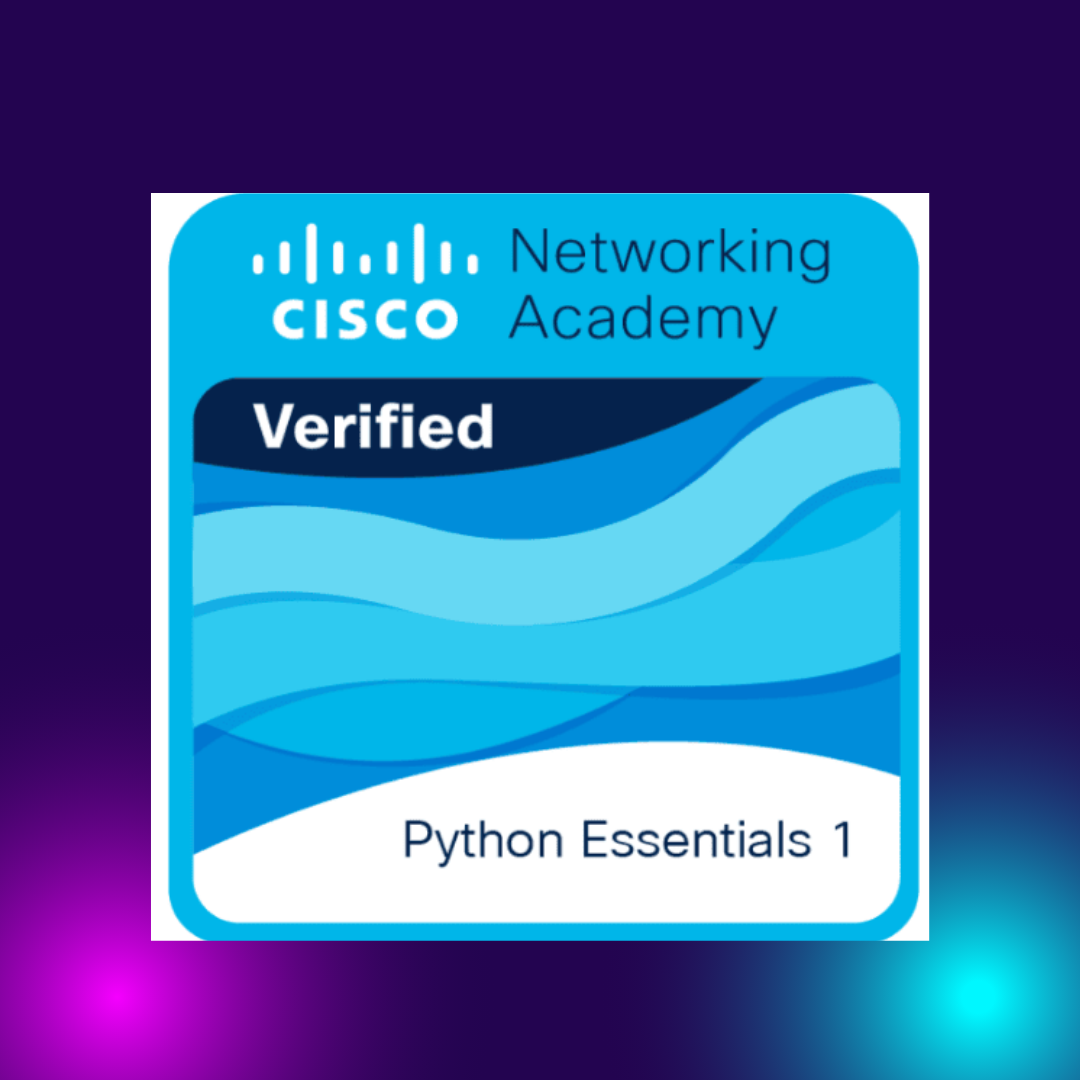 CISCO
Networking
Academy
Verified
Python Essentials 1